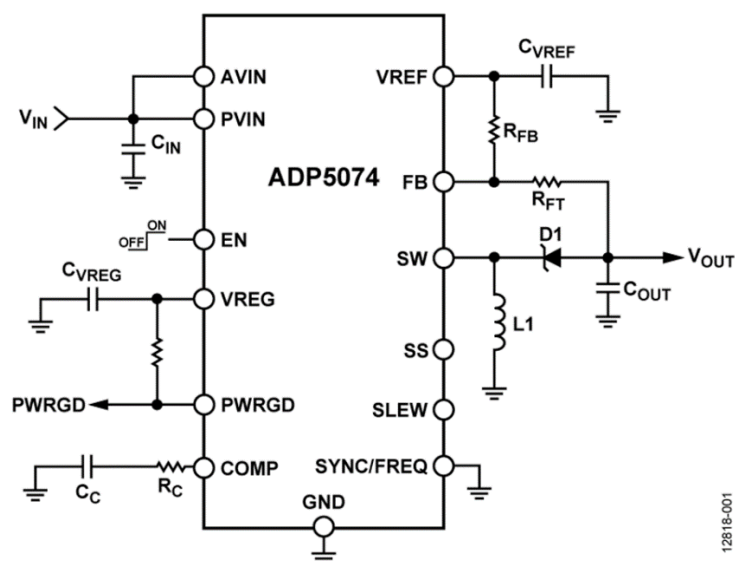 AVIN
VREF
CVREF
VIN
PVIN
CIN
RFB
ADP5074
FB
RFT
ON
OFF
EN
SW
D1
VOUT
CVREG
VREG
COUT
L1
SS
PWRGD
PWRGD
SLEW
COMP
SYNC/FREQ
CC
RC
GND
12818-001